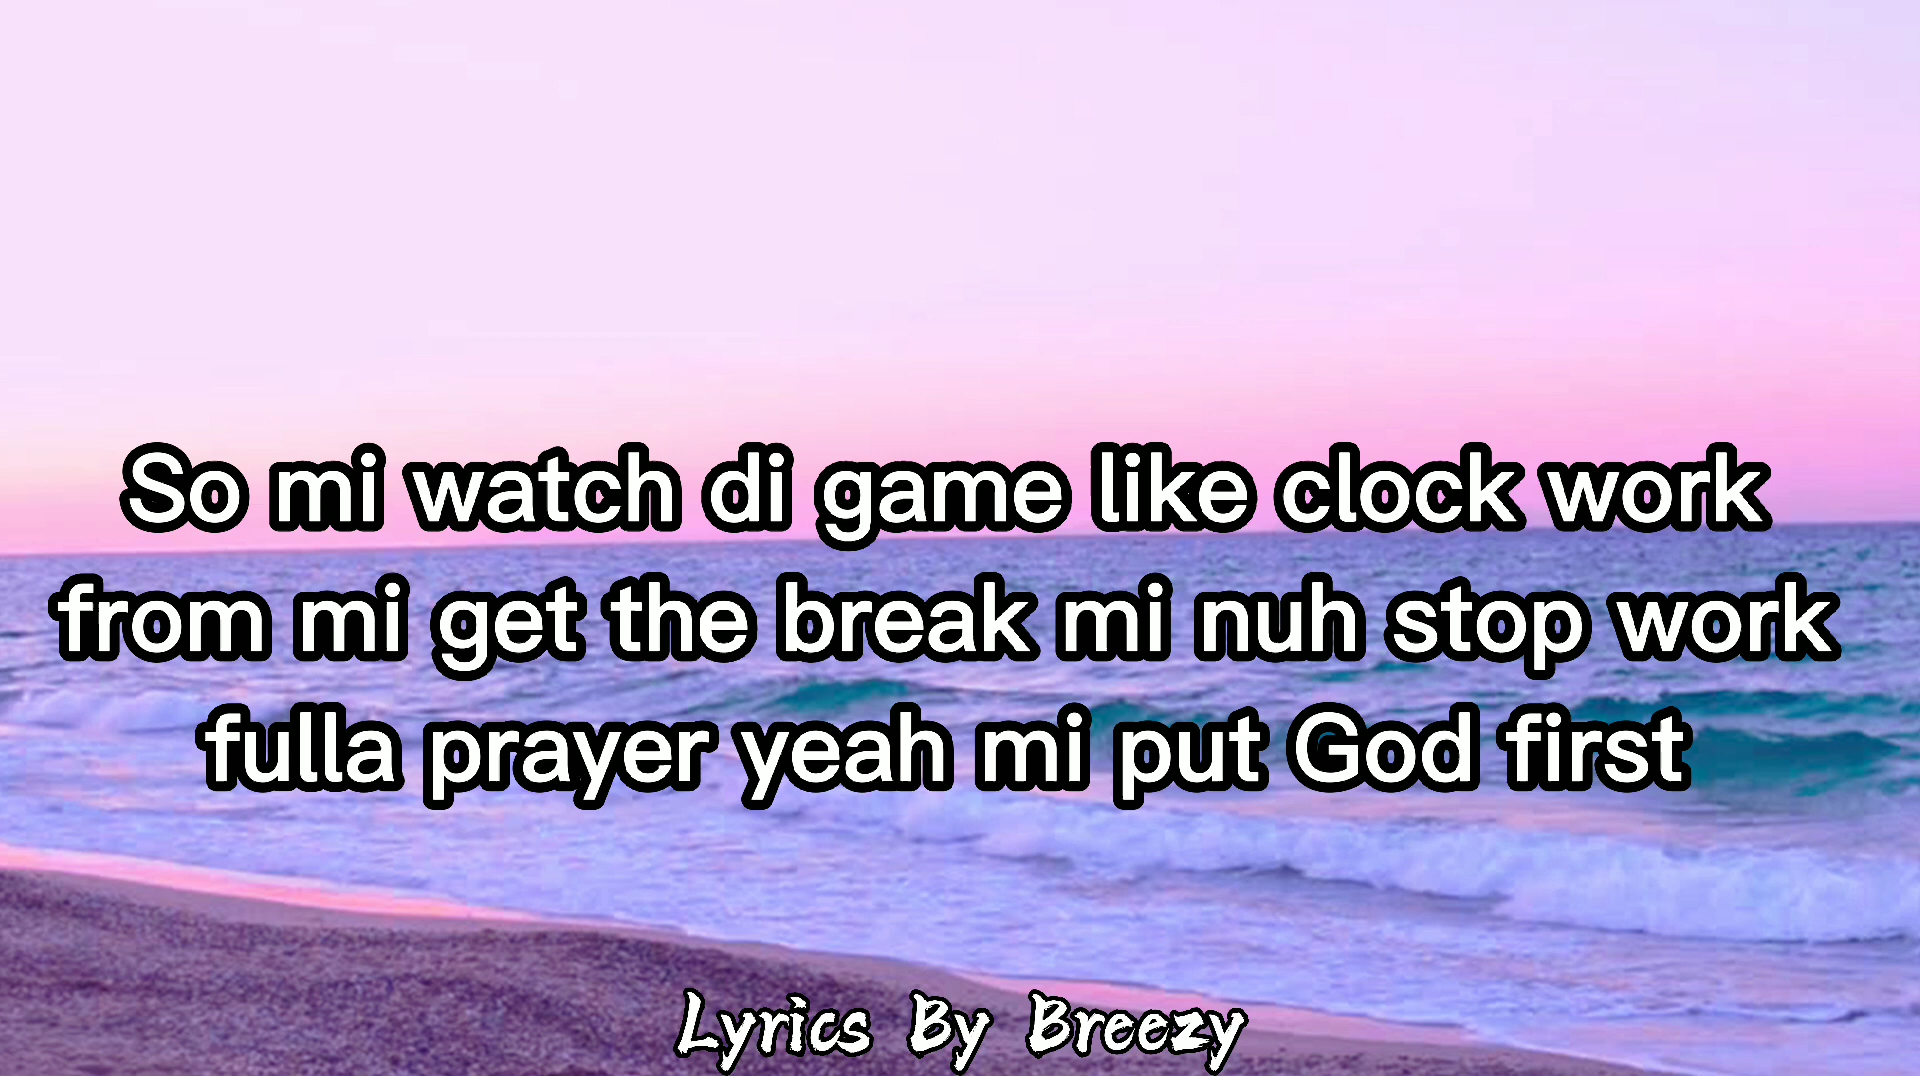 So mi watch di game like clock work
from mi get the break mi nuh stop work
fulla prayer yeah mi put God first
Lyrics By Breezy